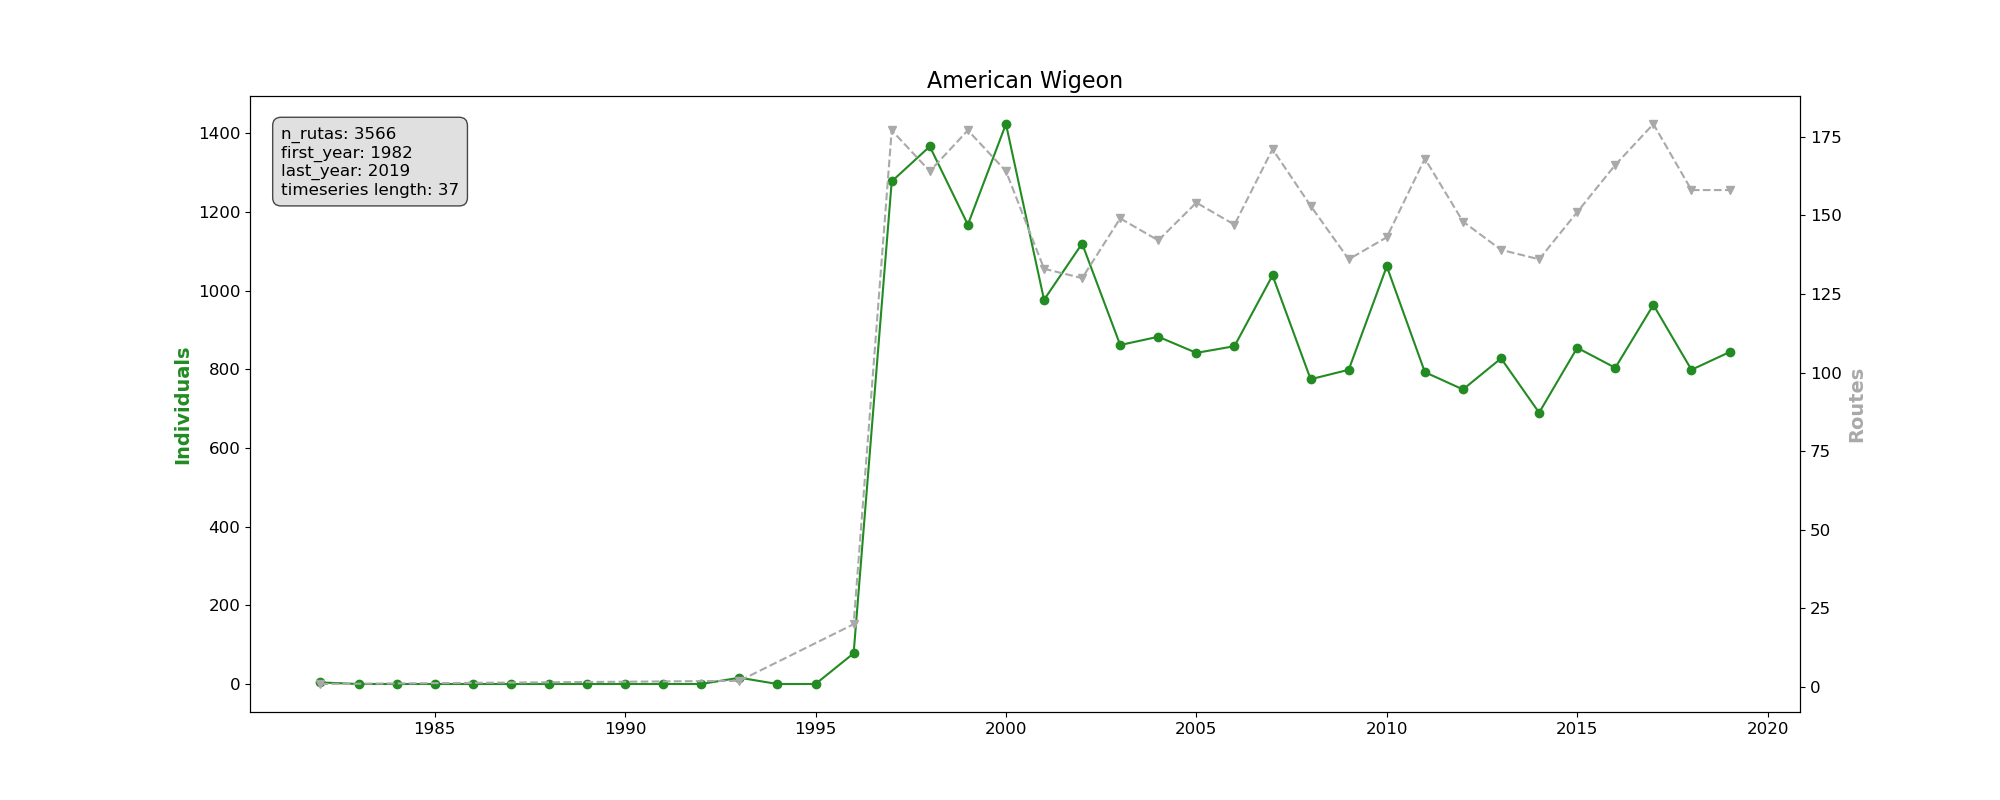 American Wigeon
n_rutas: 3566
first_year: 1982
last_year: 2019
timeseries length: 37
Individuals
1400
1200
1000
800
600
400
200
0
175
150
125
100
75
50
25
0
Routes
1985 1990 1995 2000 2005 2010 2015 2020